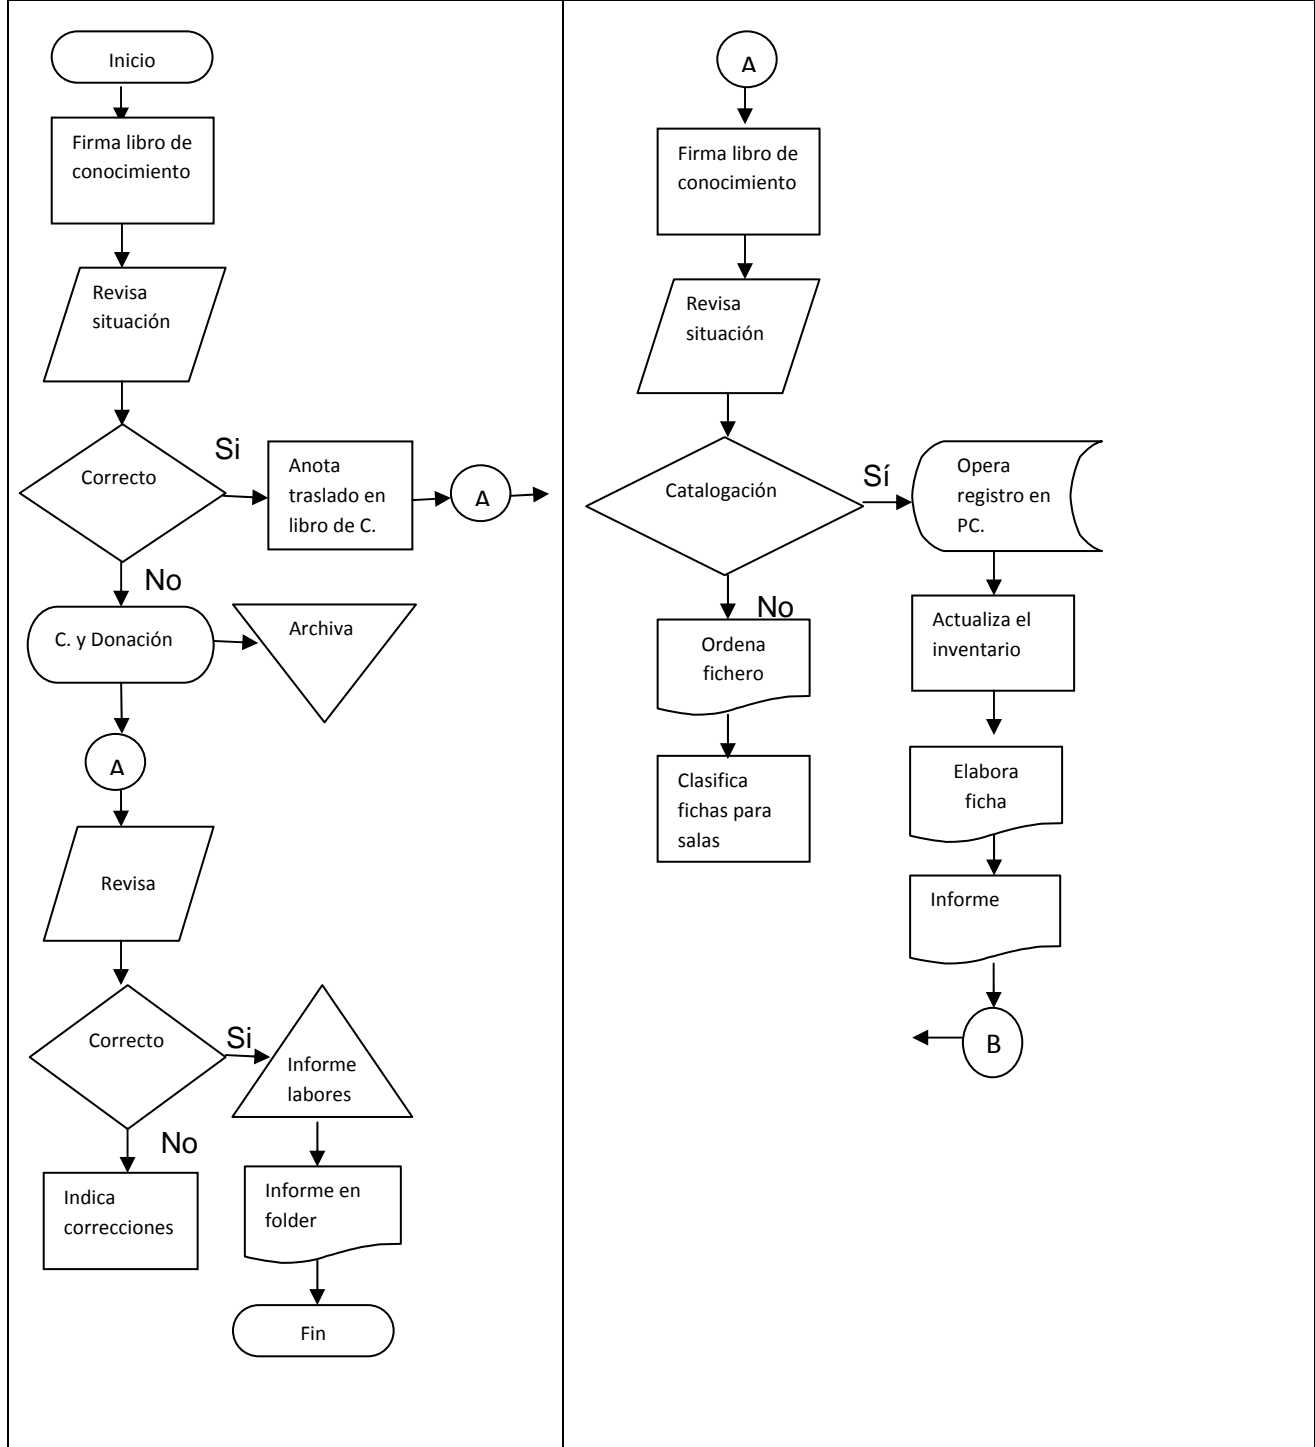 Inicio
Firma libro de
conocimiento
Revisa
situación
Correcto
Si
Anota
traslado en
libro de C.
A
No
C. y Donación
Archiva
A
Revisa
Correcto
Si
Informe
labores
No
Indica
correcciones
Informe en
folder
Fin
A
Firma libro de
conocimiento
Revisa
situación
Catalogación
Sí
Opera
registro en
PC.
No
Ordena
fichero
Actualiza el
inventario
Clasifica
fichas para
salas
Elabora
ficha
Informe
B